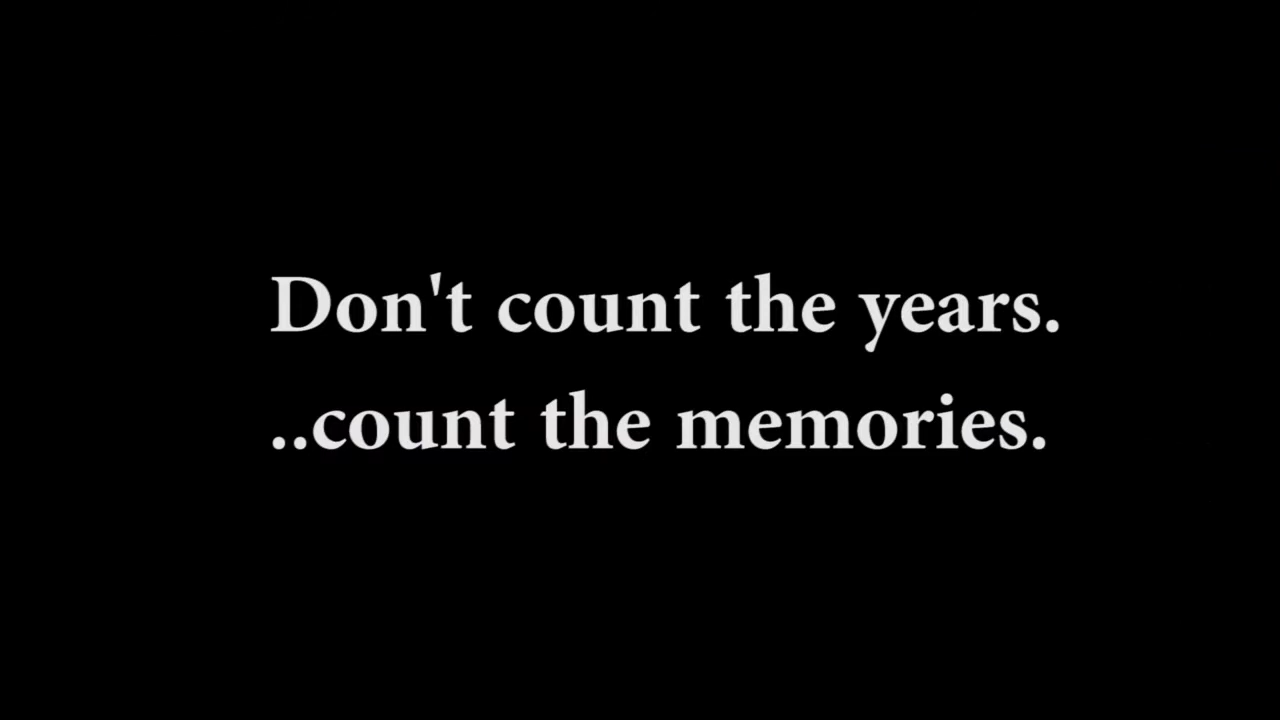 Don't count the years.
..count the memories.